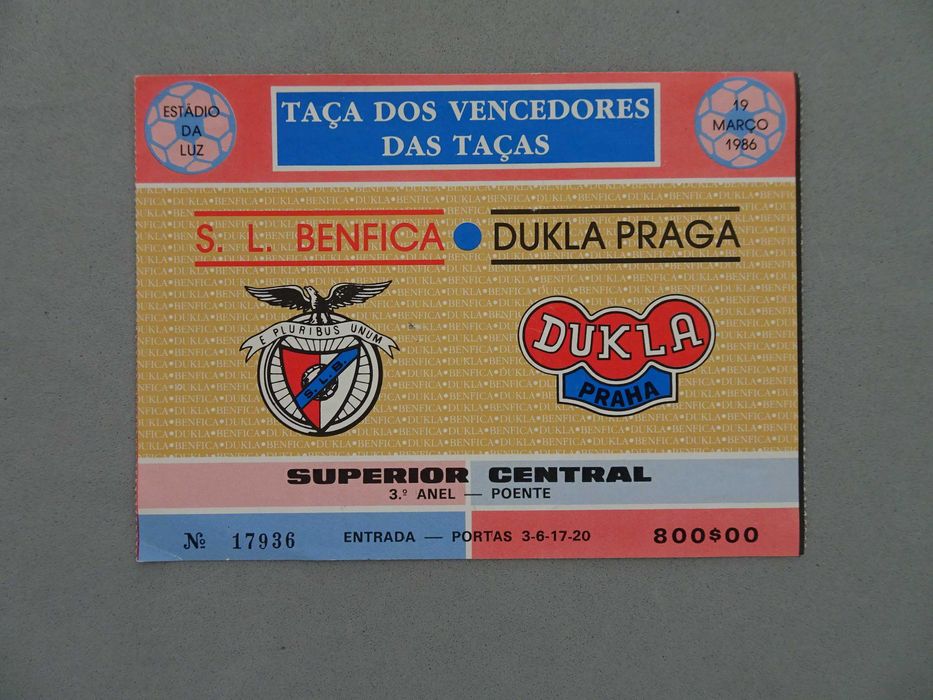 ESTÁDIO
DA
LUZ
TAÇA DOS VENCEDORES
DAS TAÇAS
19
MARÇO
1986
S. L. BENFICA
DUKLA PRAGA
E PLURIBUS UNUM
S.L.B.
DUKLA
PRAHA
SUPERIOR CENTRAL
3.º ANEL — POENTE
Nº 17936
ENTRADA — PORTAS 3-6-17-20
800$00